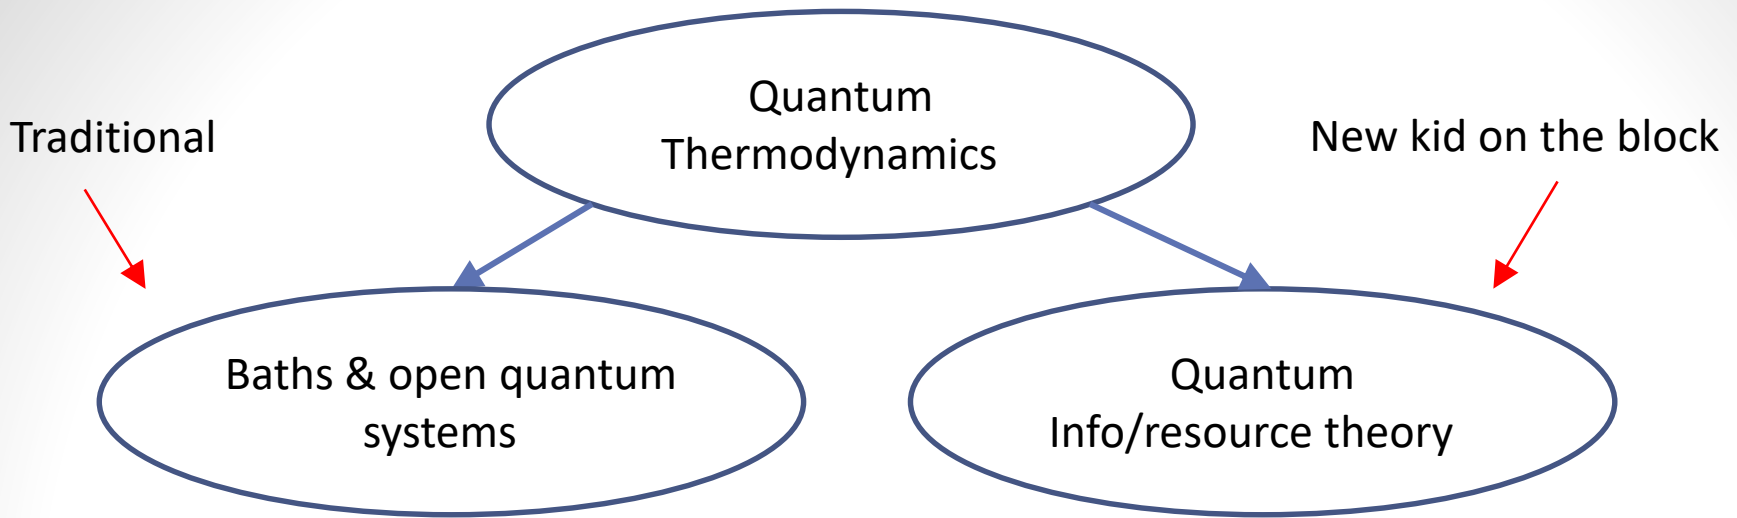 Quantum
Thermodynamics
Traditional
New kid on the block
Baths & open quantum
systems
Quantum
Info/resource theory